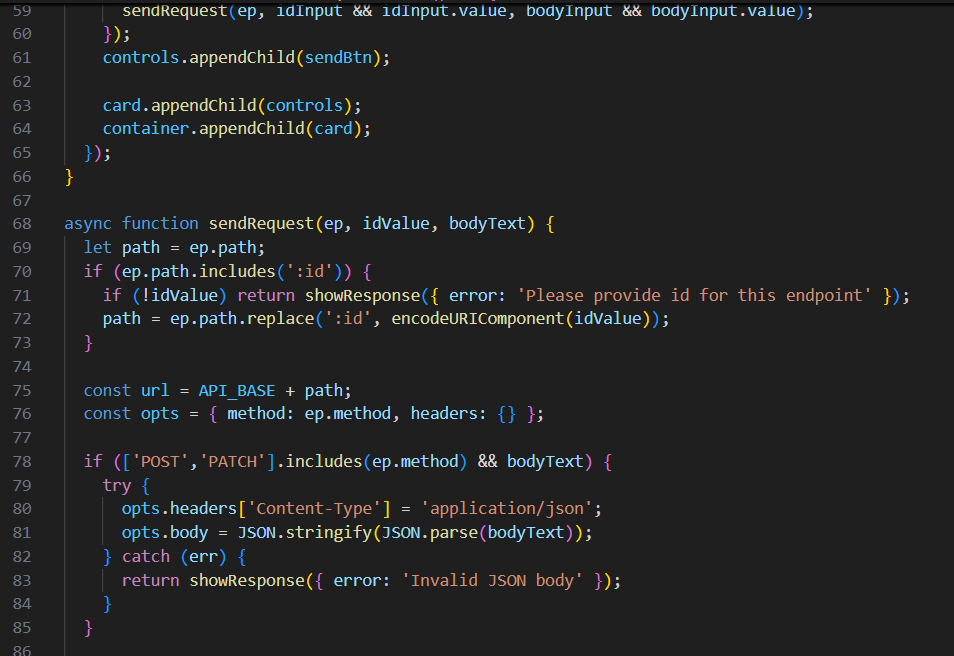 59 sendRequest(ep, idInput && idInput.value, bodyInput && bodyInput.value);
60 });
61 controls.appendChild(sendBtn);
62
63 card.appendChild(controls);
64 container.appendChild(card);
65 });
66 }
67
68 async function sendRequest(ep, idValue, bodyText) {
69 let path = ep.path;
70 if (ep.path.includes(':id')) {
71 if (!idValue) return showResponse({ error: 'Please provide id for this endpoint' });
72 path = ep.path.replace(':id', encodeURIComponent(idValue));
73 }
74
75 const url = API_BASE + path;
76 const opts = { method: ep.method, headers: {} };
77
78 if (['POST','PATCH'].includes(ep.method) && bodyText) {
79 try {
80 opts.headers['Content-Type'] = 'application/json';
81 opts.body = JSON.stringify(JSON.parse(bodyText));
82 } catch (err) {
83 return showResponse({ error: 'Invalid JSON body' });
84 }
85 }
86